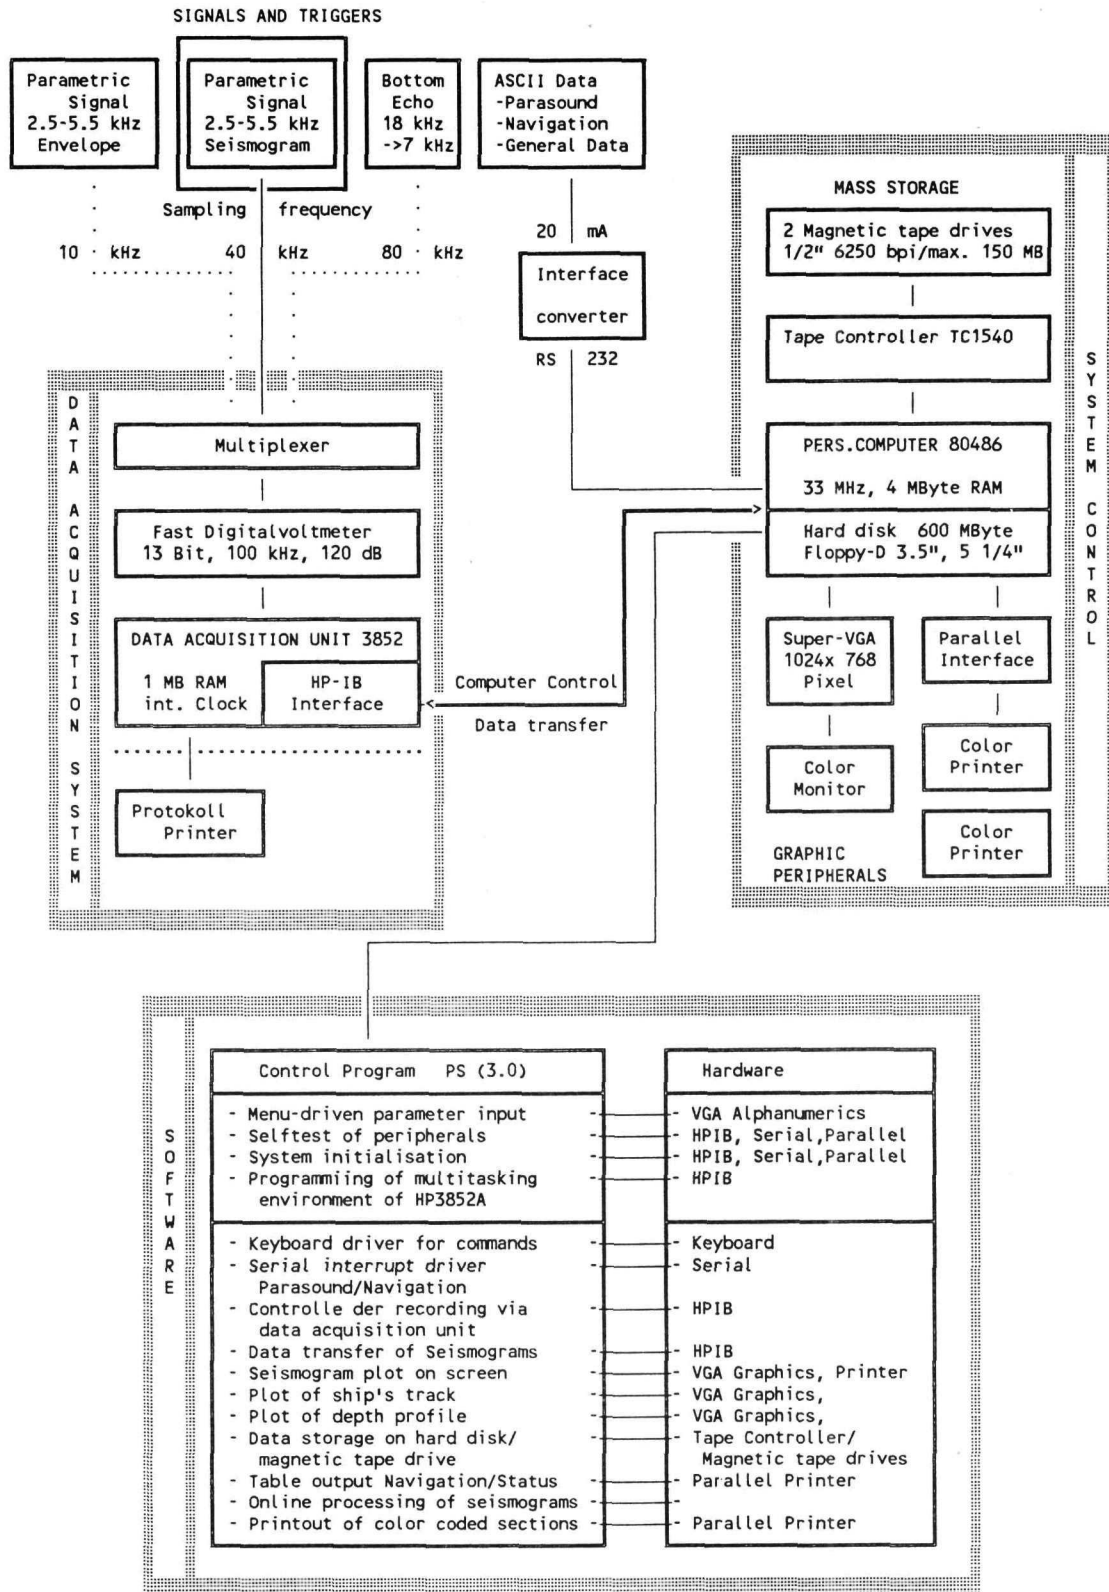 SIGNALS AND TRIGGERS
Parametric
Signal
2.5-5.5 kHz
Envelope
Parametric
Signal
2.5-5.5 kHz
Seismogram
Bottom
Echo
18 kHz
->7 kHz
ASCII Data
-Parasound
-Navigation
-General Data
Sampling frequency
10 kHz 40 kHz 80 kHz
20 mA
Interface
converter
RS 232
DATA ACQUISITION SYSTEM
Multiplexer
Fast Digitalvoltmeter
13 Bit, 100 kHz, 120 dB
DATA ACQUISITION UNIT 3852
1 MB RAM
int. Clock
HP-IB
Interface
Protokoll
Printer
Computer Control
Data transfer
SYSTEM CONTROL
MASS STORAGE
2 Magnetic tape drives
1/2" 6250 bpi/max. 150 MB
Tape Controller TC1540
PERS.COMPUTER 80486
33 MHz, 4 MByte RAM
Hard disk 600 MByte
Floppy-D 3.5", 5 1/4"
Super-VGA
1024x 768
Pixel
Parallel
Interface
Color
Monitor
Color
Printer
Color
Printer
GRAPHIC
PERIPHERALS
SOFTWARE
Control Program PS (3.0) Hardware
- Menu-driven parameter input - - VGA Alphanumerics
- Selftest of peripherals - - HPIB, Serial,Parallel
- System initialisation - - HPIB, Serial,Parallel
- Programmiing of multitasking - - HPIB
environment of HP3852A
- Keyboard driver for commands - - Keyboard
- Serial interrupt driver - - Serial
Parasound/Navigation
- Controlle der recording via - - HPIB
data acquisition unit
- Data transfer of Seismograms - - HPIB
- Seismogram plot on screen - - VGA Graphics, Printer
- Plot of ship's track - - VGA Graphics,
- Plot of depth profile - - VGA Graphics,
- Data storage on hard disk/ - - Tape Controller/
magnetic tape drive Magnetic tape drives
- Table output Navigation/Status - - Parallel Printer
- Online processing of seismograms - -
- Printout of color coded sections - - Parallel Printer